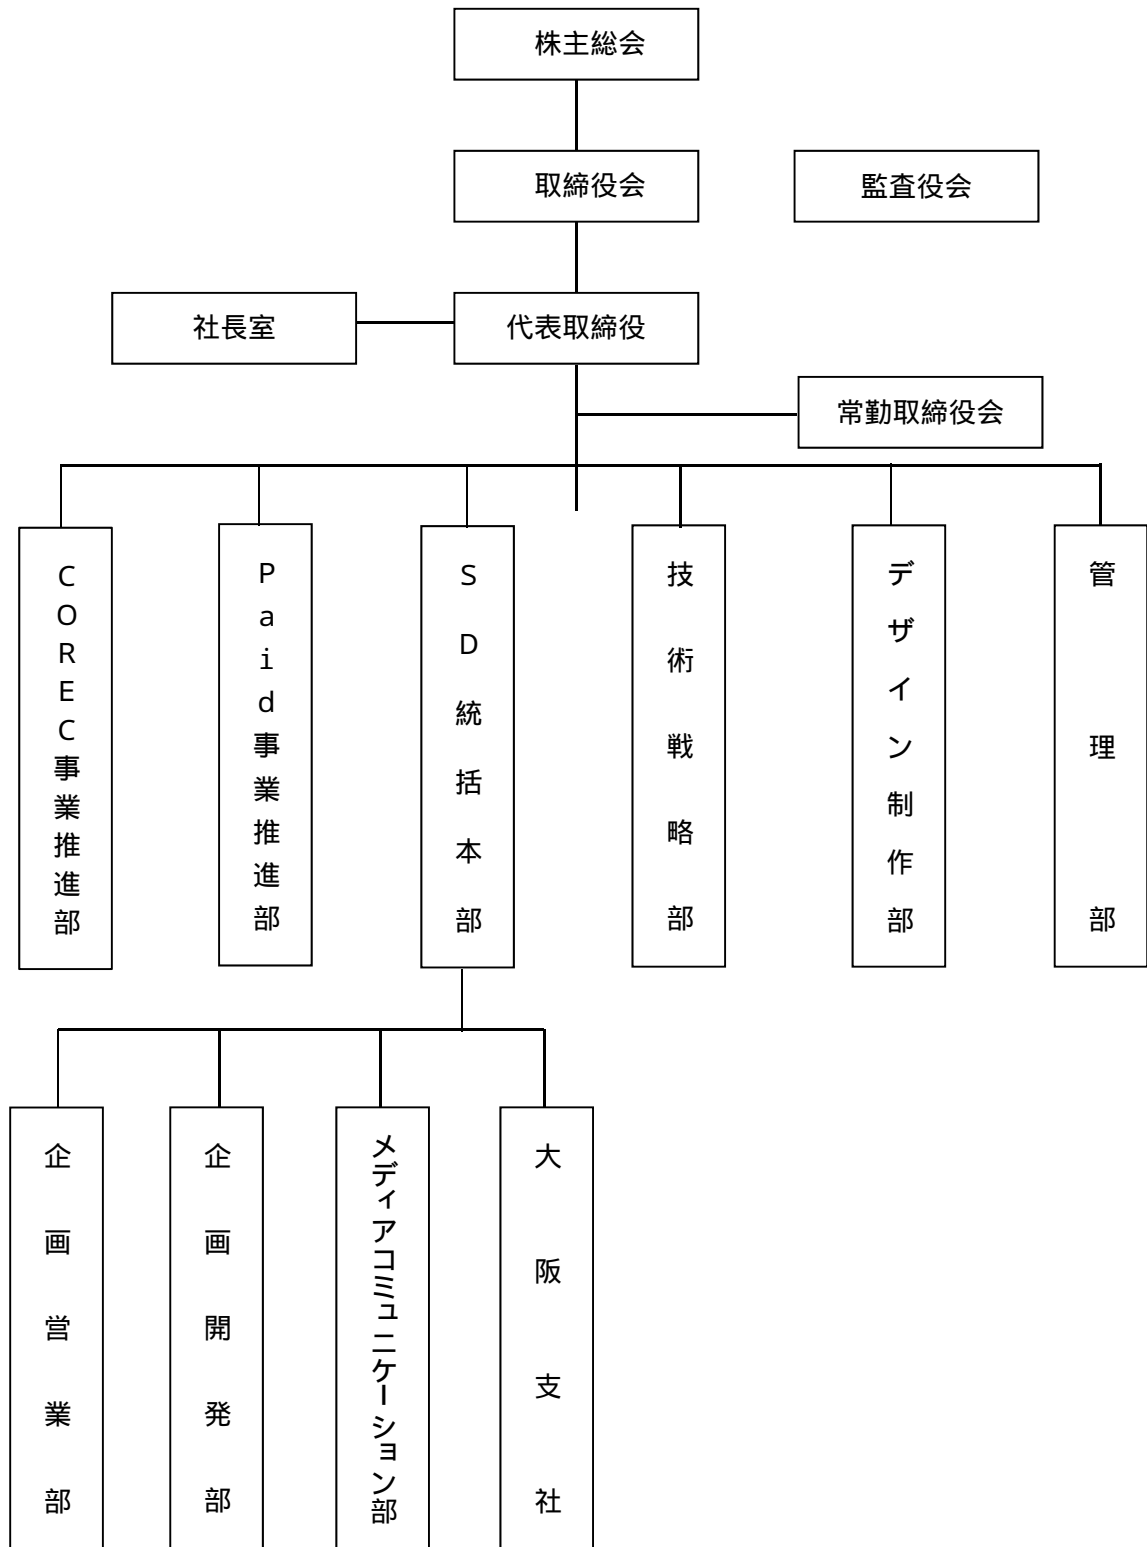 株主総会
取締役会
監査役会
社長室
代表取締役
常勤取締役会
COREC事業推進部
Paid事業推進部
SD統括本部
技術戦略部
デザイン制作部
管理部
企画営業部
企画開発部
メディアコミュニケーション部
大阪支社